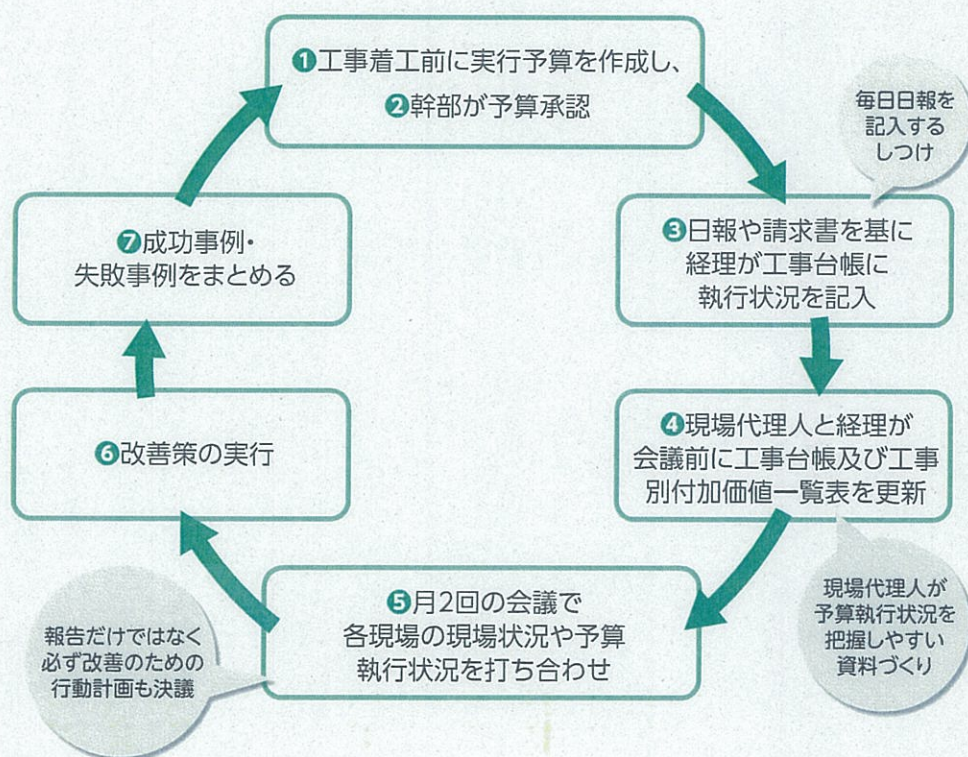 ❶工事着工前に実行予算を作成し、
❷幹部が予算承認
毎日日報を
記入する
しつけ
❸日報や請求書を基に
経理が工事台帳に
執行状況を記入
❹現場代理人と経理が
会議前に工事台帳及び工事
別付加価値一覧表を更新
現場代理人が
予算執行状況を
把握しやすい
資料づくり
❺月2回の会議で
各現場の現場状況や予算
執行状況を打ち合わせ
報告だけではなく
必ず改善のための
行動計画も決議
❻改善策の実行
❼成功事例・
失敗事例をまとめる